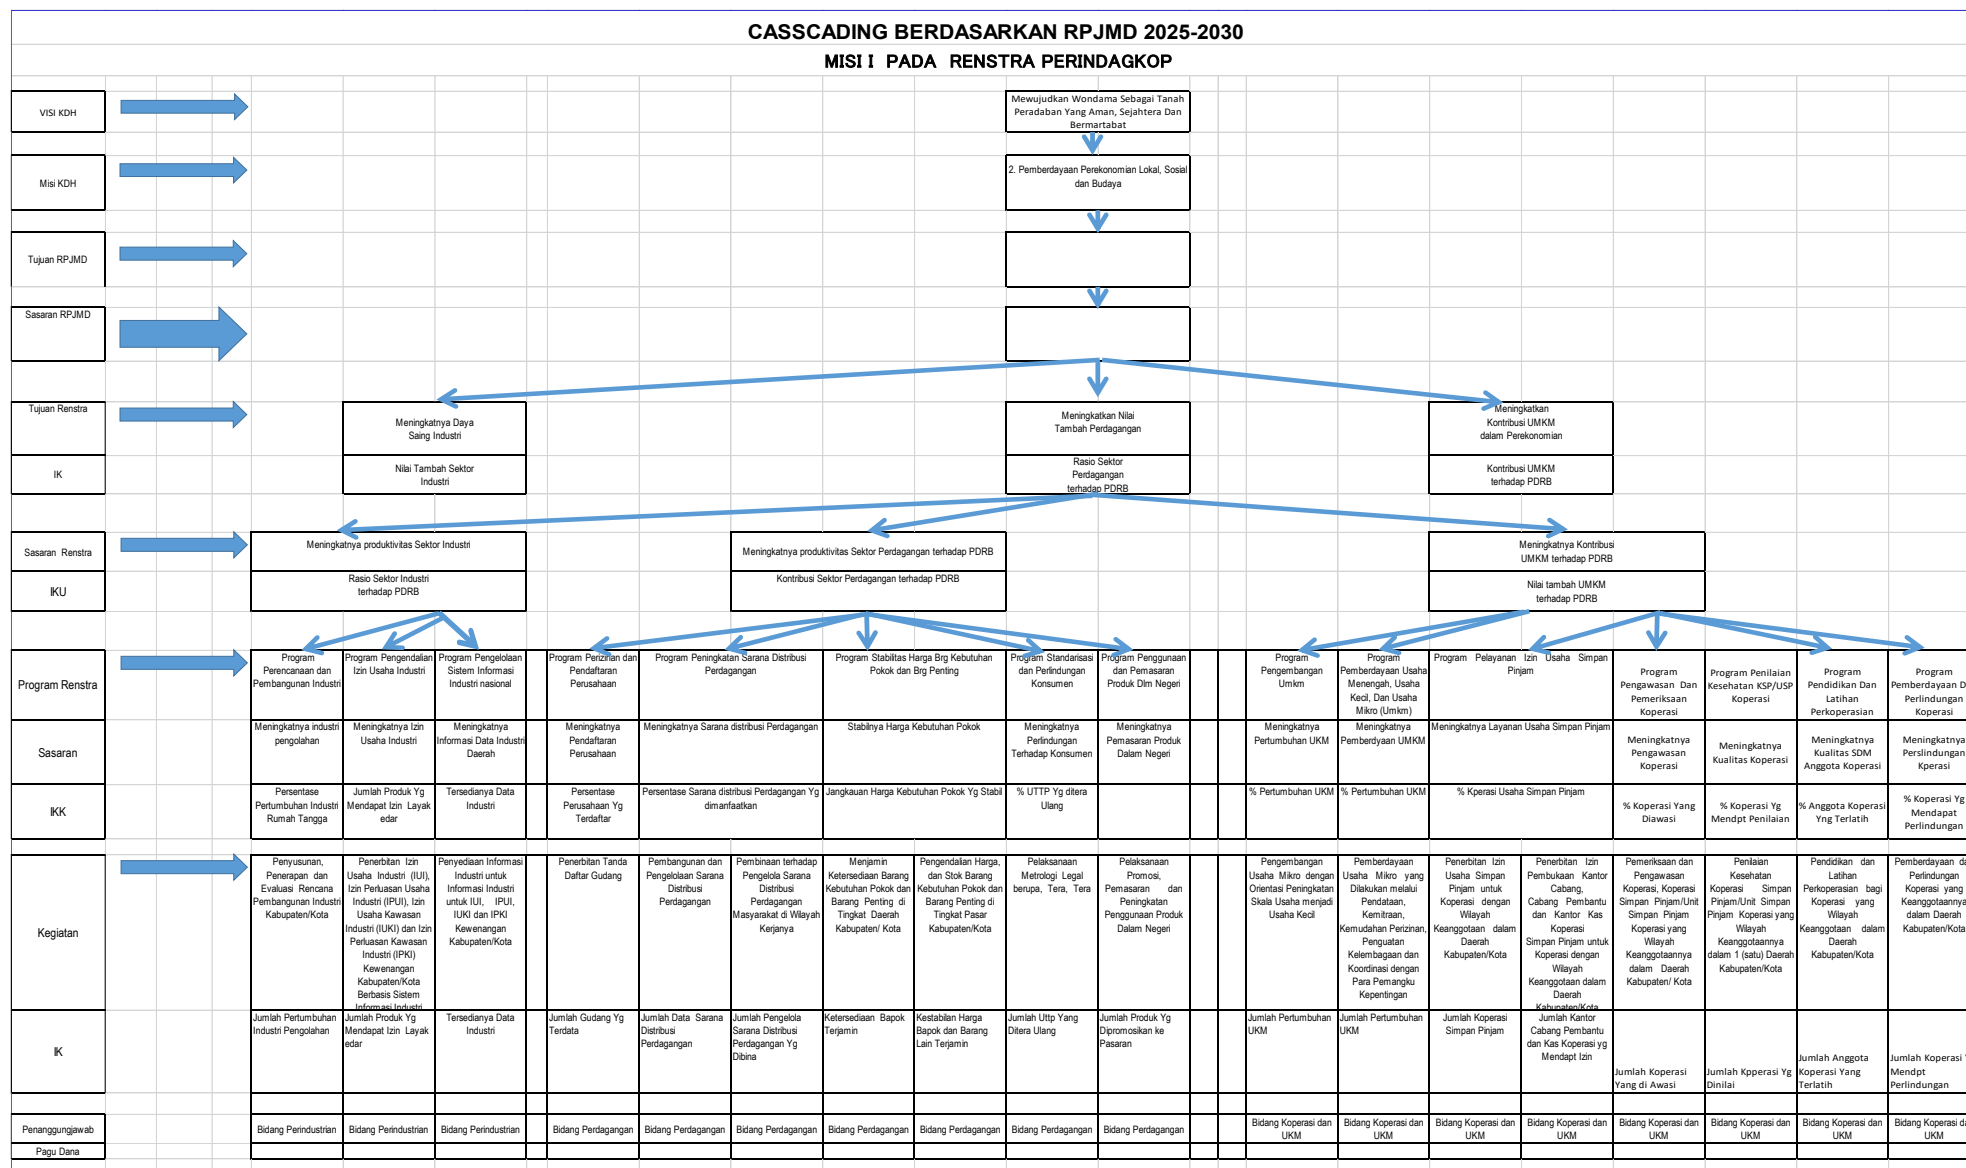 CASSCADING BERDASARKAN RPJMD 2025-2030
MISI I PADA RENSTRA PERINDAGKOP
VISI KDH
Mewujudkan Wondama Sebagai Tanah
Peradaban Yang Aman, Sejahtera Dan
Bermartabat
Misi KDH
2. Pemberdayaan Perekonomian Lokal, Sosial
dan Budaya
Tujuan RPJMD
Sasaran RPJMD
Tujuan Renstra
Meningkatnya Daya
Saing Industri
Meningkatkan Nilai
Tambah Perdagangan
Meningkatkan
Kontribusi UMKM
dalam Perekonomian
IK
Nilai Tambah Sektor
Industri
Rasio Sektor
Perdagangan
terhadap PDRB
Kontribusi UMKM
terhadap PDRB
Sasaran Renstra
Meningkatnya produktivitas Sektor Industri
Meningkatnya produktivitas Sektor Perdagangan terhadap PDRB
Meningkatnya Kontribusi
UMKM terhadap PDRB
IKU
Rasio Sektor Industri
terhadap PDRB
Kontribusi Sektor Perdagangan terhadap PDRB
Nilai tambah UMKM
terhadap PDRB
Program Renstra
Program
Perencanaan dan
Pembangunan Industri
Program Pengendalian
Izin Usaha Industri
Program Pengelolaan
Sistem Informasi
Industri nasional
Program Perizinan dan
Pendaftaran
Perusahaan
Program Peningkatan Sarana Distribusi
Perdagangan
Program Stabilitas Harga Brg Kebutuhan
Pokok dan Brg Penting
Program Standarisasi
dan Perlindungan
Konsumen
Program Penggunaan
dan Pemasaran
Produk Dlm Negeri
Program
Pengembangan
Umkm
Program
Pemberdayaan Usaha
Menengah, Usaha
Kecil, Dan Usaha
Mikro (Umkm)
Program Pelayanan Izin Usaha Simpan
Pinjam
Program
Pengawasan Dan
Pemeriksaan
Koperasi
Program Penilaian
Kesehatan KSP/USP
Koperasi
Program
Pendidikan Dan
Latihan
Perkoperasian
Program
Pemberdayaan D
Perlindungan
Koperasi
Sasaran
Meningkatnya industri
pengolahan
Meningkatnya Izin
Usaha Industri
Meningkatnya
Informasi Data Industri
Daerah
Meningkatnya
Pendaftaran
Perusahaan
Meningkatnya Sarana distribusi Perdagangan
Stabilnya Harga Kebutuhan Pokok
Meningkatnya
Perlindungan
Terhadap Konsumen
Meningkatnya
Pemasaran Produk
Dalam Negeri
Meningkatnya
Pertumbuhan UKM
Meningkatnya
Pemberdyaan UMKM
Meningkatnya Layanan Usaha Simpan Pinjam
Meningkatnya
Pengawasan
Koperasi
Meningkatnya
Kualitas Koperasi
Meningkatnya
Kualitas SDM
Anggota Koperasi
Meningkatnya
Perslindungan
Kperasi
IKK
Persentase
Pertumbuhan Industri
Rumah Tangga
Jumlah Produk Yg
Mendapat Izin Layak
edar
Tersedianya Data
Industri
Persentase
Perusahaan Yg
Terdaftar
Persentase Sarana distribusi Perdagangan Yg
dimanfaatkan
Jangkauan Harga Kebutuhan Pokok Yg Stabil
% UTTP Yg ditera
Ulang
% Pertumbuhan UKM
% Pertumbuhan UKM
% Kperasi Usaha Simpan Pinjam
% Koperasi Yang
Diawasi
% Koperasi Yg
Mendpt Penilaian
% Anggota Koperasi
Yng Terlatih
% Koperasi Yg
Mendapat
Perlindungan
Kegiatan
Penyusunan,
Penerapan dan
Evaluasi Rencana
Pembangunan Industri
Kabupaten/Kota
Penerbitan Izin
Usaha Industri (IUI),
Izin Perluasan Usaha
Industri (IPUI), Izin
Usaha Kawasan
Industri (IUKI) dan Izin
Perluasan Kawasan
Industri (IPKI)
Kewenangan
Kabupaten/Kota
Berbasis Sistem
Informasi Industri
Penyediaan Informasi
Industri untuk
Informasi Industri
untuk IUI, IPUI,
IUKI dan IPKI
Kewenangan
Kabupaten/Kota
Penerbitan Tanda
Daftar Gudang
Pembangunan dan
Pengelolaan Sarana
Distribusi
Perdagangan
Pembinaan terhadap
Pengelola Sarana
Distribusi
Perdagangan
Masyarakat di Wilayah
Kerjanya
Menjamin
Ketersediaan Barang
Kebutuhan Pokok dan
Barang Penting di
Tingkat Daerah
Kabupaten/ Kota
Pengendalian Harga,
dan Stok Barang
Kebutuhan Pokok dan
Barang Penting di
Tingkat Pasar
Kabupaten/Kota
Pelaksanaan
Metrologi Legal
berupa, Tera, Tera
Pelaksanaan
Promosi,
Pemasaran dan
Peningkatan
Penggunaan Produk
Dalam Negeri
Pengembangan
Usaha Mikro dengan
Orientasi Peningkatan
Skala Usaha menjadi
Usaha Kecil
Pemberdayaan
Usaha Mikro yang
Dilakukan melalui
Pendataan,
Kemitraan,
Kemudahan Perizinan,
Penguatan
Kelembagaan dan
Koordinasi dengan
Para Pemangku
Kepentingan
Penerbitan Izin
Usaha Simpan
Pinjam untuk
Koperasi dengan
Wilayah
Keanggotaan dalam
Daerah
Kabupaten/Kota
Penerbitan Izin
Pembukaan Kantor
Cabang,
Cabang Pembantu
dan Kantor Kas
Koperasi
Simpan Pinjam untuk
Koperasi dengan
Wilayah
Keanggotaan dalam
Daerah
Kabupaten/Kota
Pemeriksaan dan
Pengawasan
Koperasi, Koperasi
Simpan Pinjam/Unit
Simpan Pinjam
Koperasi yang
Wilayah
Keanggotaannya
dalam Daerah
Kabupaten/ Kota
Penilaian
Kesehatan
Koperasi Simpan
Pinjam/Unit Simpan
Pinjam Koperasi yang
Wilayah
Keanggotaannya
dalam 1 (satu) Daerah
Kabupaten/Kota
Pendidikan dan
Latihan
Perkoperasian bagi
Koperasi yang
Wilayah
Keanggotaan dalam
Daerah
Kabupaten/Kota
Pemberdayaan da
Perlindungan
Koperasi yang
Keanggotaannya
dalam Daerah
Kabupaten/Kota
IK
Jumlah Pertumbuhan
Industri Pengolahan
Jumlah Produk Yg
Mendapat Izin Layak
edar
Tersedianya Data
Industri
Jumlah Gudang Yg
Terdata
Jumlah Data Sarana
Distribusi
Perdagangan
Jumlah Pengelola
Sarana Distribusi
Perdagangan Yg
Dibina
Ketersediaan Bapok
Terjamin
Kestabilan Harga
Bapok dan Barang
Lain Terjamin
Jumlah Uttp Yang
Ditera Ulang
Jumlah Produk Yg
Dipromosikan ke
Pasaran
Jumlah Pertumbuhan
UKM
Jumlah Pertumbuhan
UKM
Jumlah Koperasi
Simpan Pinjam
Jumlah Kantor
Cabang Pembantu
dan Kas Koperasi yg
Mendapt Izin
Jumlah Koperasi
Yang di Awasi
Jumlah Kpperasi Yg
Dinilai
Jumlah Anggota
Koperasi Yang
Terlatih
Jumlah Koperasi
Mendpt
Perlindungan
Penanggungjawab
Bidang Perindustrian
Bidang Perindustrian
Bidang Perindustrian
Bidang Perdagangan
Bidang Perdagangan
Bidang Perdagangan
Bidang Perdagangan
Bidang Perdagangan
Bidang Perdagangan
Bidang Perdagangan
Bidang Koperasi dan
UKM
Bidang Koperasi dan
UKM
Bidang Koperasi dan
UKM
Bidang Koperasi dan
UKM
Bidang Koperasi dan
UKM
Bidang Koperasi dan
UKM
Bidang Koperasi dan
UKM
Bidang Koperasi da
UKM
Pagu Dana